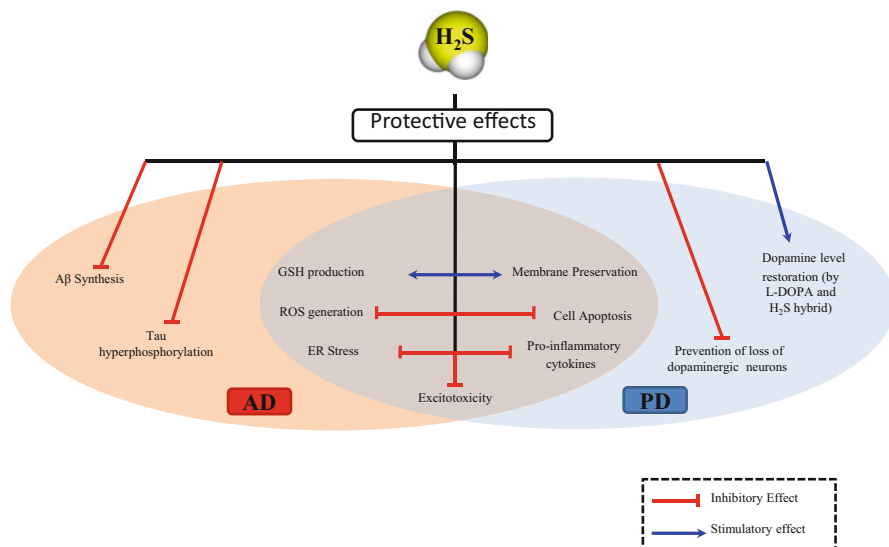 H₂S
Protective effects
Aβ Synthesis
Tau
hyperphosphorylation
GSH production
Membrane Preservation
ROS generation
Cell Apoptosis
ER Stress
Pro-inflammatory
cytokines
Excitotoxicity
Dopamine level
restoration (by
L-DOPA and
H₂S hybrid)
Prevention of loss of
dopaminergic neurons
AD
PD
Inhibitory Effect
Stimulatory effect